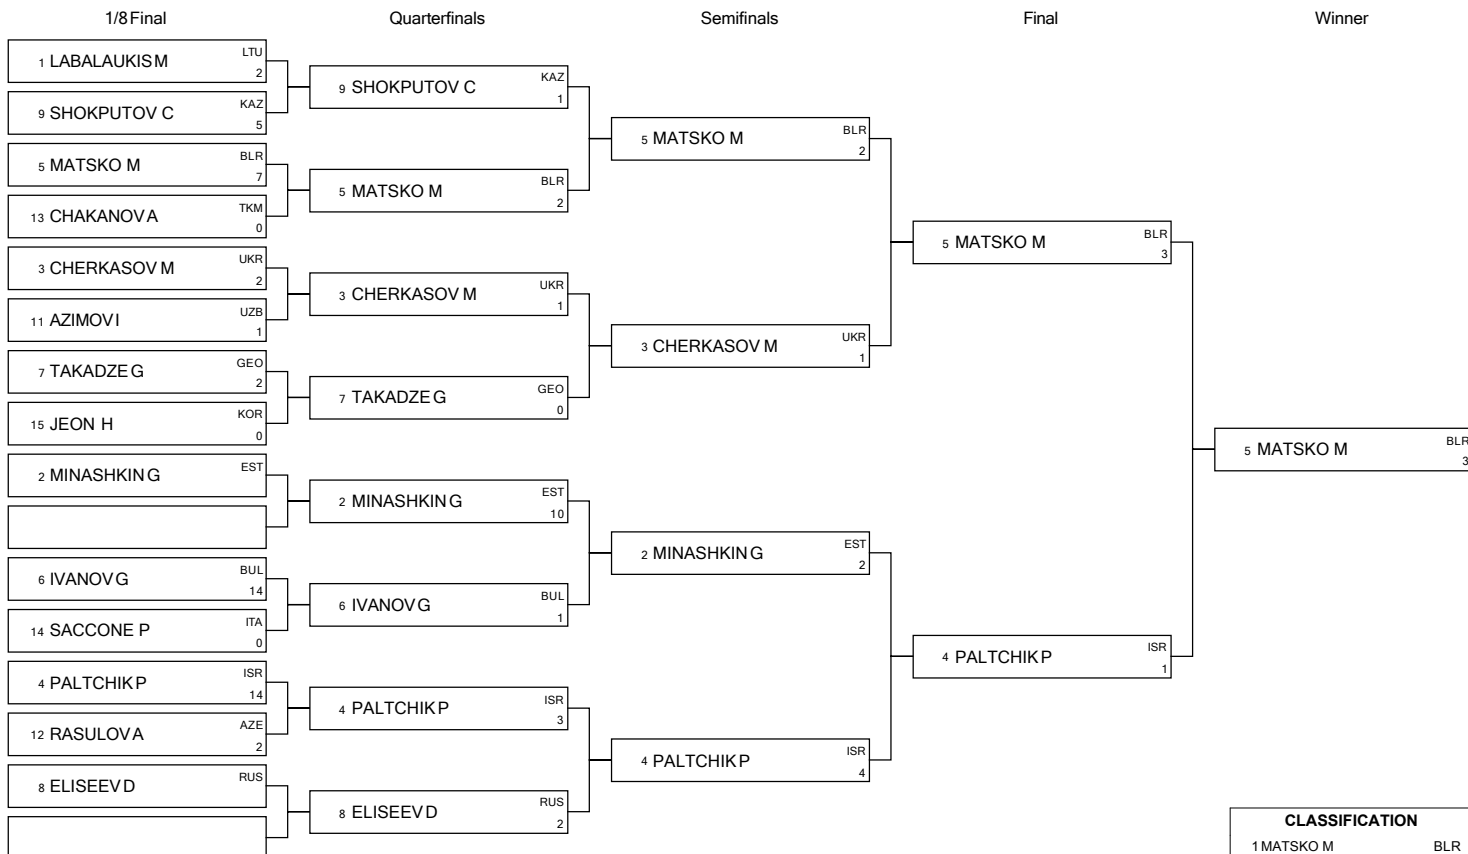 1/8 Final Quarterfinals Semifinals Final Winner
1 LABALAUKIS M LTU 2
9 SHOKPUTOV C KAZ 1
9 SHOKPUTOV C KAZ 5
5 MATSKO M BLR 2
5 MATSKO M BLR 7
5 MATSKO M BLR 2
13 CHAKANOV A TKM 0
5 MATSKO M BLR 3
3 CHERKASOV M UKR 2
3 CHERKASOV M UKR 1
11 AZIMOV I UZB 1
3 CHERKASOV M UKR 1
7 TAKADZE G GEO 2
7 TAKADZE G GEO 0
15 JEON H KOR 0
5 MATSKO M BLR 3
2 MINASHKIN G EST
2 MINASHKIN G EST 10
2 MINASHKIN G EST 2
6 IVANOV G BUL 14
6 IVANOV G BUL 1
14 SACCONE P ITA 0
4 PALTCHIK P ISR 1
4 PALTCHIK P ISR 14
4 PALTCHIK P ISR 3
12 RASULOV A AZE 2
4 PALTCHIK P ISR 4
8 ELISEEV D RUS
8 ELISEEV D RUS 2
CLASSIFICATION
1 MATSKO M BLR